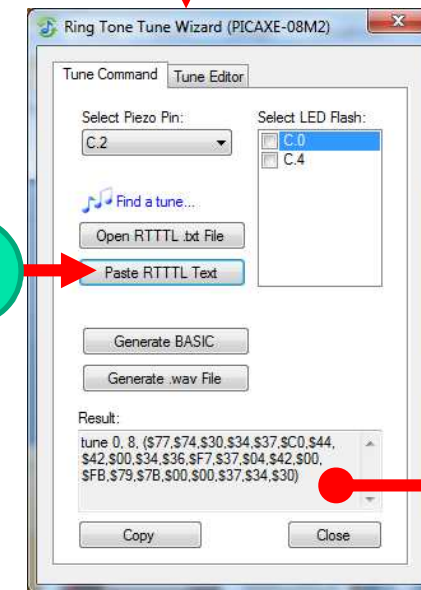 Ring Tone Tune Wizard (PICAXE-08M2)
Tune Command Tune Editor
Select Piezo Pin: Select LED Flash:
C.2 C.0
C.4
Find a tune...
Open RTTTL .txt File
Paste RTTTL Text
Generate BASIC
Generate .wav File
Result:
tune 0, 8, ($77,$74,$30,$34,$37,$C0,$44,
$42,$00,$34,$36,$F7,$37,$04,$42,$00,
$FB,$79,$7B,$00,$00,$37,$34,$30)
Copy Close